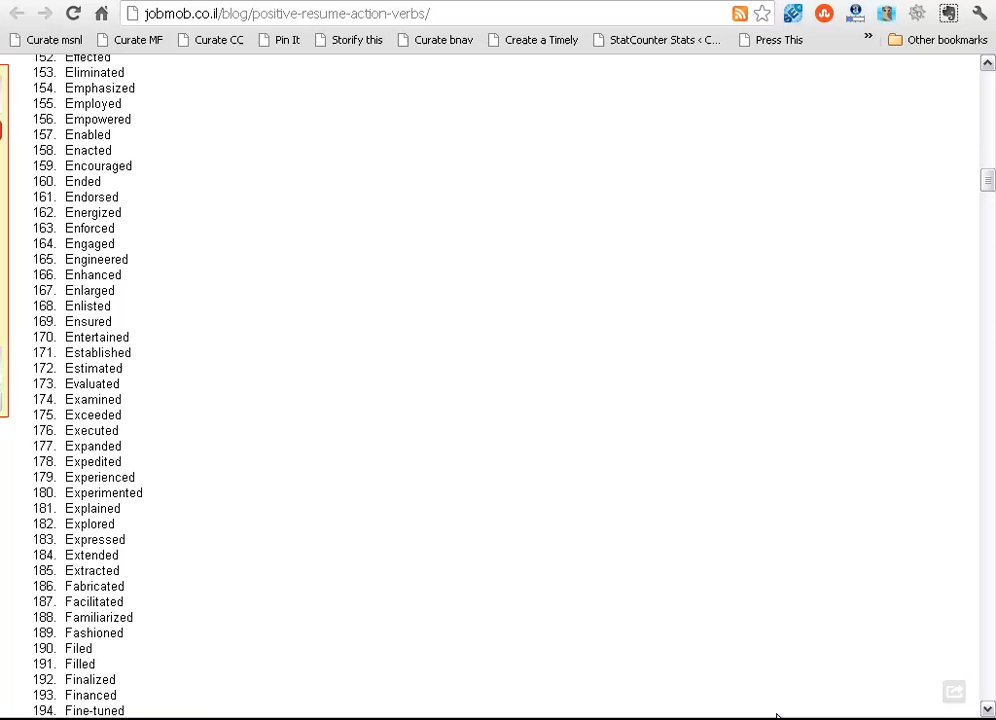 jobmob.co.il/blog/positive-resume-action-verbs/
Curate msnl Curate MF Curate CC Pin It Storify this Curate bnav Create a Timely StatCounter Stats ‹ C... Press This » Other bookmarks
152. Effected
153. Eliminated
154. Emphasized
155. Employed
156. Empowered
157. Enabled
158. Enacted
159. Encouraged
160. Ended
161. Endorsed
162. Energized
163. Enforced
164. Engaged
165. Engineered
166. Enhanced
167. Enlarged
168. Enlisted
169. Ensured
170. Entertained
171. Established
172. Estimated
173. Evaluated
174. Examined
175. Exceeded
176. Executed
177. Expanded
178. Expedited
179. Experienced
180. Experimented
181. Explained
182. Explored
183. Expressed
184. Extended
185. Extracted
186. Fabricated
187. Facilitated
188. Familiarized
189. Fashioned
190. Filed
191. Filled
192. Finalized
193. Financed
194. Fine-tuned